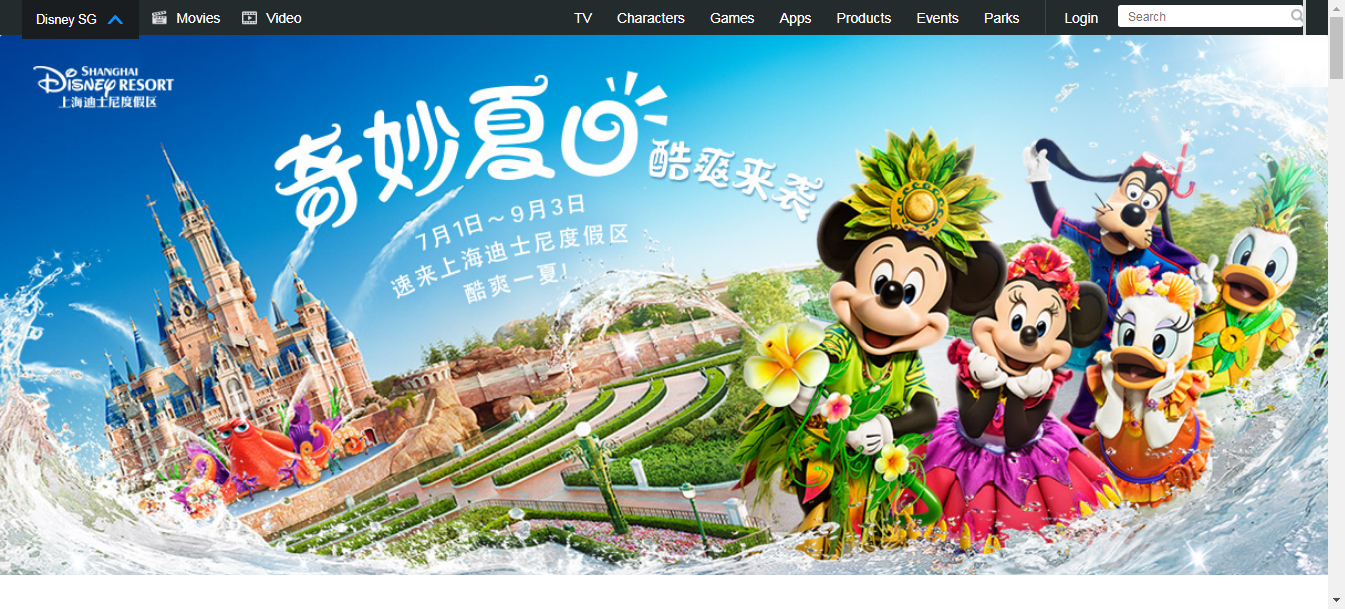 Disney SG
Movies
Video
TV
Characters
Games
Apps
Products
Events
Parks
Login
Search
SHANGHAI
DISNEY RESORT
上海迪士尼度假区
奇妙夏日
酷爽来袭
7月1日～9月3日
速来上海迪士尼度假区
酷爽一夏!